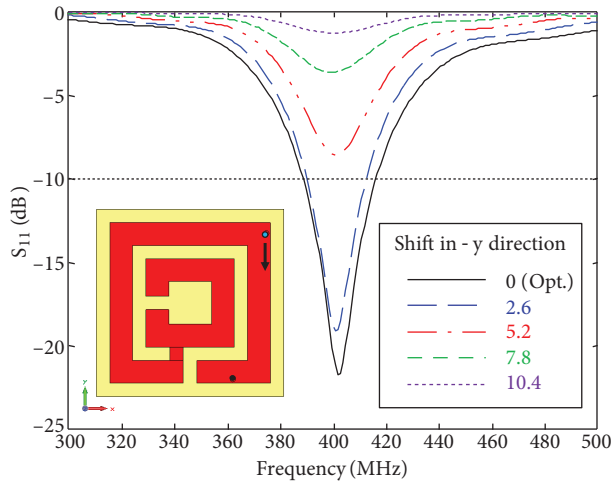 0
−5
−10
−15
−20
−25
S11 (dB)
300 320 340 360 380 400 420 440 460 480 500
Frequency (MHz)
Shift in - y direction
0 (Opt.)
2.6
5.2
7.8
10.4
Y
X